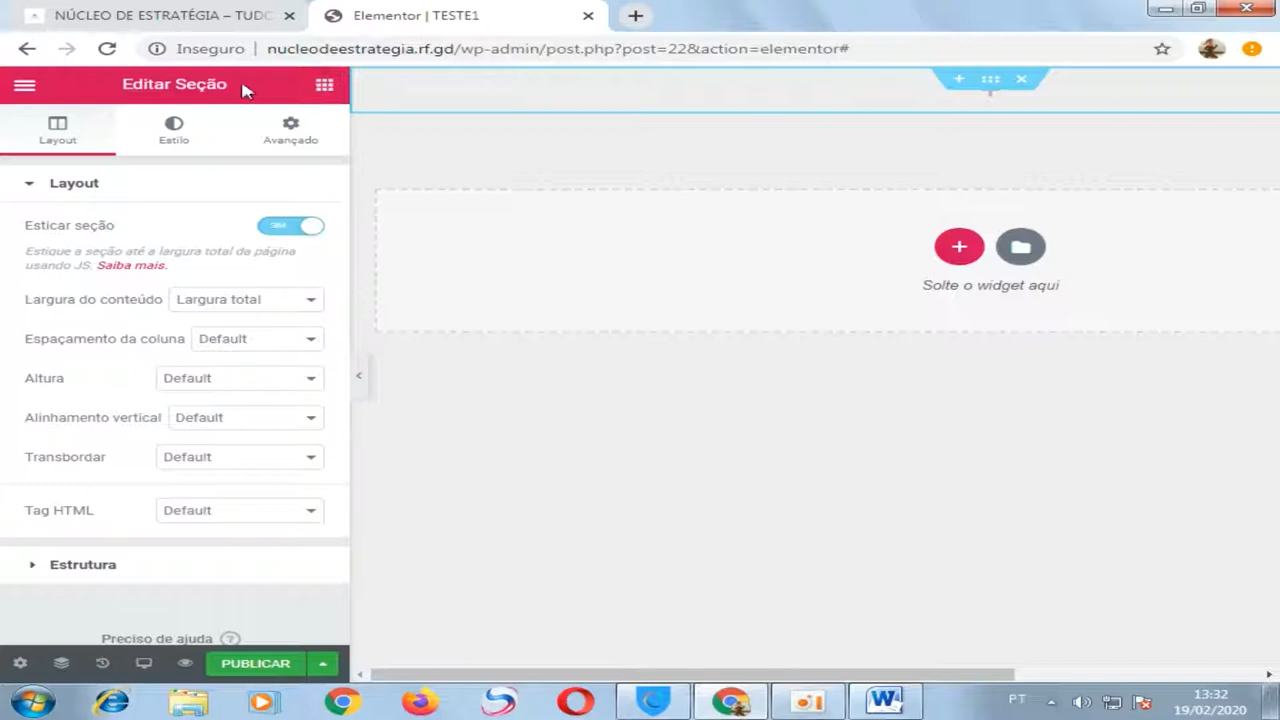 NÚCLEO DE ESTRATÉGIA – TUDO
Elementor | TESTE1
Inseguro
nucleodeestrategia.rf.gd/wp-admin/post.php?post=22&action=elementor#
Editar Seção
Layout
Estilo
Avançado
Layout
Esticar seção
SIM
Estique a seção até a largura total da página
usando JS. Saiba mais.
Largura do conteúdo
Largura total
Espaçamento da coluna
Default
Altura
Default
Alinhamento vertical
Default
Transbordar
Default
Tag HTML
Default
Estrutura
Preciso de ajuda ?
PUBLICAR
Solte o widget aqui
PT
13:32
19/02/2020